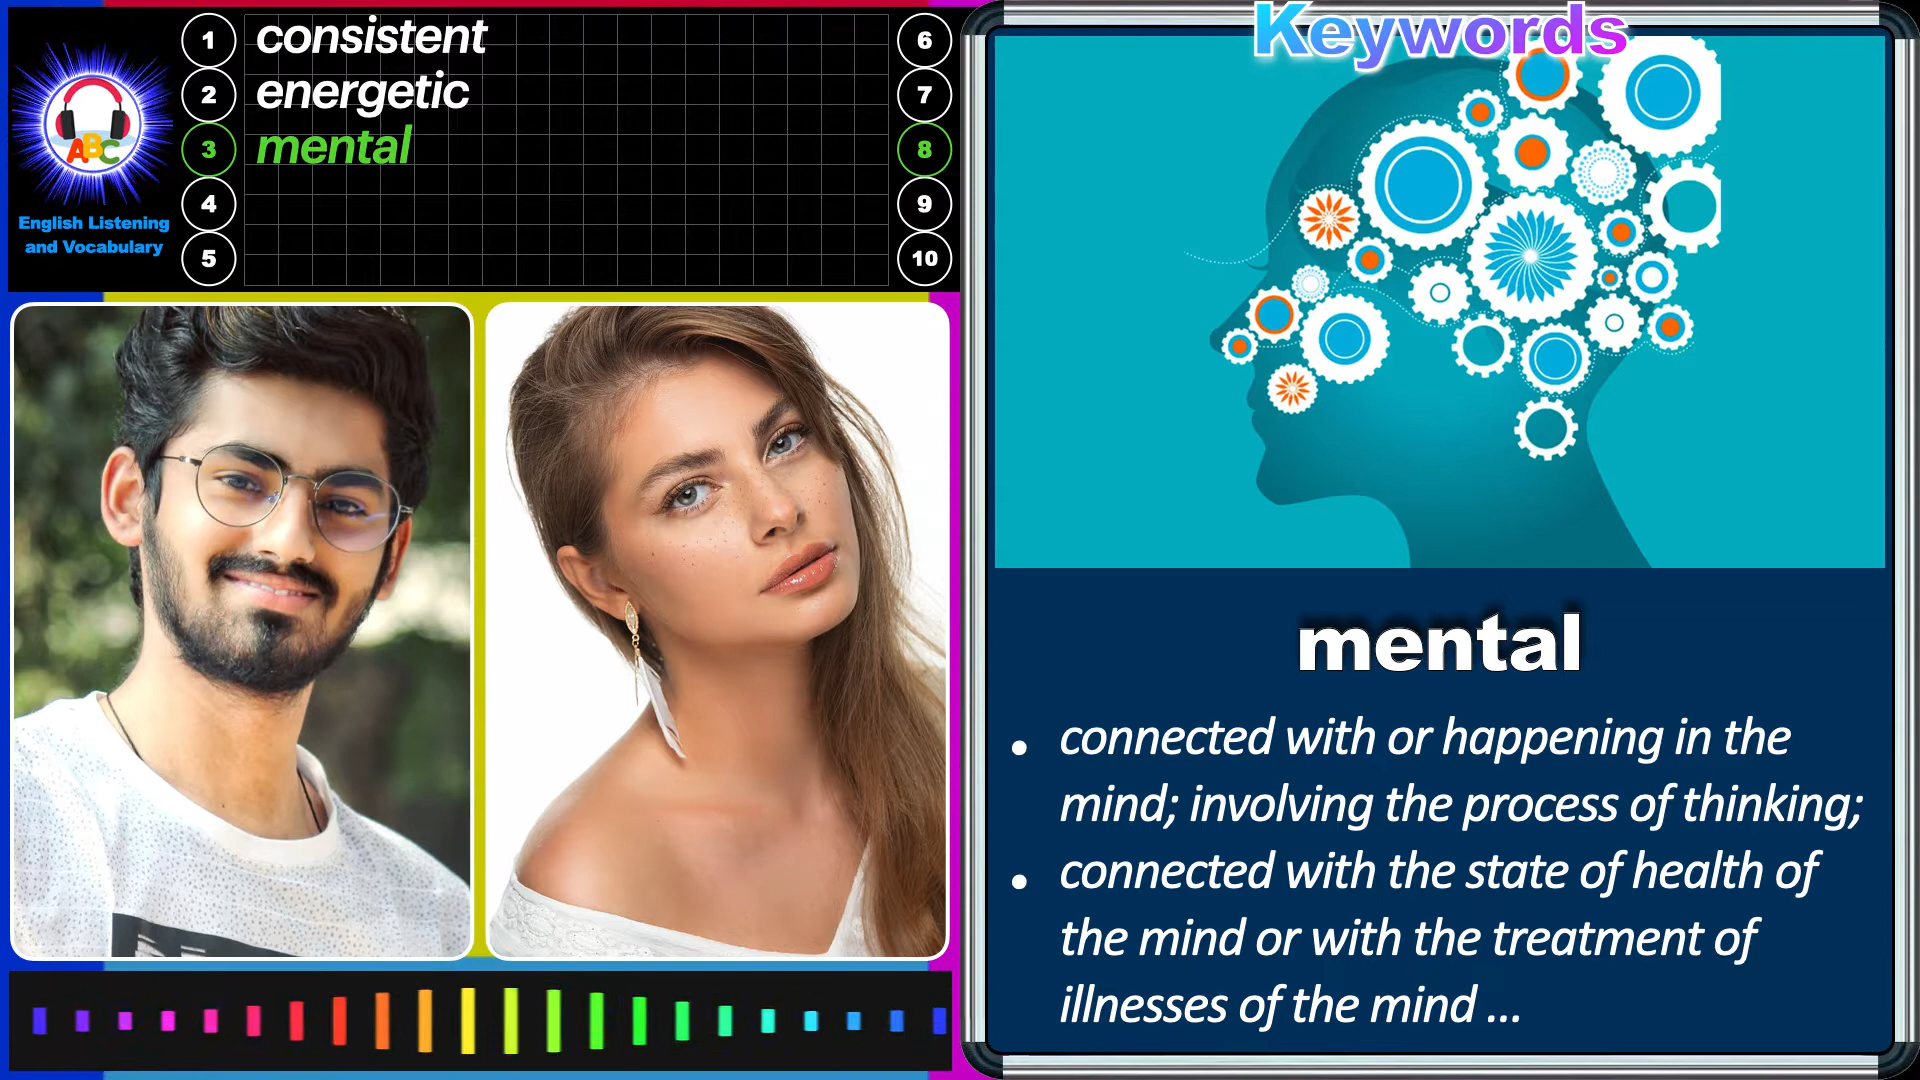 Keywords
1 consistent 6
2 energetic 7
3 mental 8
4 9
5 10
ABC
English Listening
and Vocabulary
mental
• connected with or happening in the
mind; involving the process of thinking;
• connected with the state of health of
the mind or with the treatment of
illnesses of the mind ...